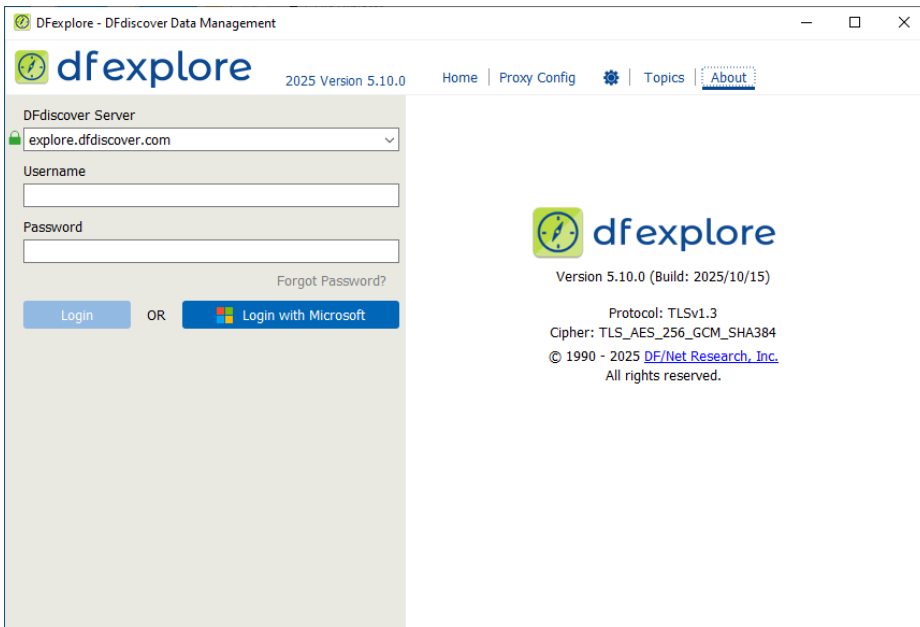 DFexplore - DFdiscover Data Management
dfexplore
2025 Version 5.10.0
Home | Proxy Config | Topics | About
DFdiscover Server
explore.dfdiscover.com
Username
Password
Forgot Password?
Login OR Login with Microsoft
dfexplore
Version 5.10.0 (Build: 2025/10/15)
Protocol: TLSv1.3
Cipher: TLS_AES_256_GCM_SHA384
© 1990 - 2025 DF/Net Research, Inc.
All rights reserved.